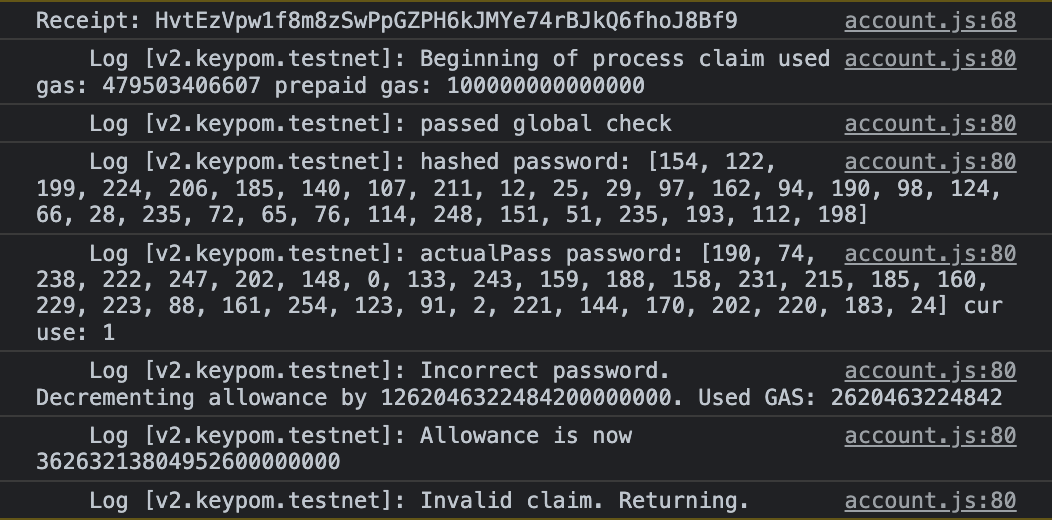 Receipt: HvtEzVpw1f8m8zSwPpGZPH6kJMYe74rBJkQ6fhoJ8Bf9 account.js:68
Log [v2.keypom.testnet]: Beginning of process claim used account.js:80
gas: 479503406607 prepaid gas: 100000000000000
Log [v2.keypom.testnet]: passed global check account.js:80
Log [v2.keypom.testnet]: hashed password: [154, 122, account.js:80
199, 224, 206, 185, 140, 107, 211, 12, 25, 29, 97, 162, 94, 190, 98, 124,
66, 28, 235, 72, 65, 76, 114, 248, 151, 51, 235, 193, 112, 198]
Log [v2.keypom.testnet]: actualPass password: [190, 74, account.js:80
238, 222, 247, 202, 148, 0, 133, 243, 159, 188, 158, 231, 215, 185, 160,
229, 223, 88, 161, 254, 123, 91, 2, 221, 144, 170, 202, 220, 183, 24] cur
use: 1
Log [v2.keypom.testnet]: Incorrect password. account.js:80
Decrementing allowance by 1262046322484200000000. Used GAS: 2620463224842
Log [v2.keypom.testnet]: Allowance is now account.js:80
36263213804952600000000
Log [v2.keypom.testnet]: Invalid claim. Returning. account.js:80